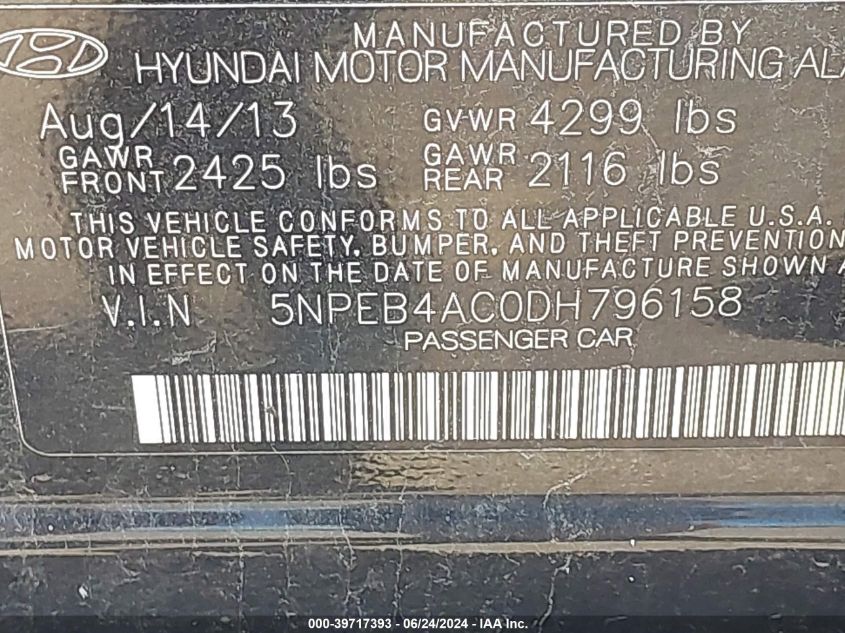 MANUFACTURED BY
HYUNDAI MOTOR MANUFACTURING ALA
Aug/14/13 GVWR 4299 lbs
GAWR FRONT 2425 lbs GAWR REAR 2116 lbs
THIS VEHICLE CONFORMS TO ALL APPLICABLE U.S.A.
MOTOR VEHICLE SAFETY, BUMPER, AND THEFT PREVENTION
IN EFFECT ON THE DATE OF MANUFACTURE SHOWN A
V.I.N 5NPEB4AC0DH796158
PASSENGER CAR
000-39717393 - 06/24/2024 - IAA Inc.